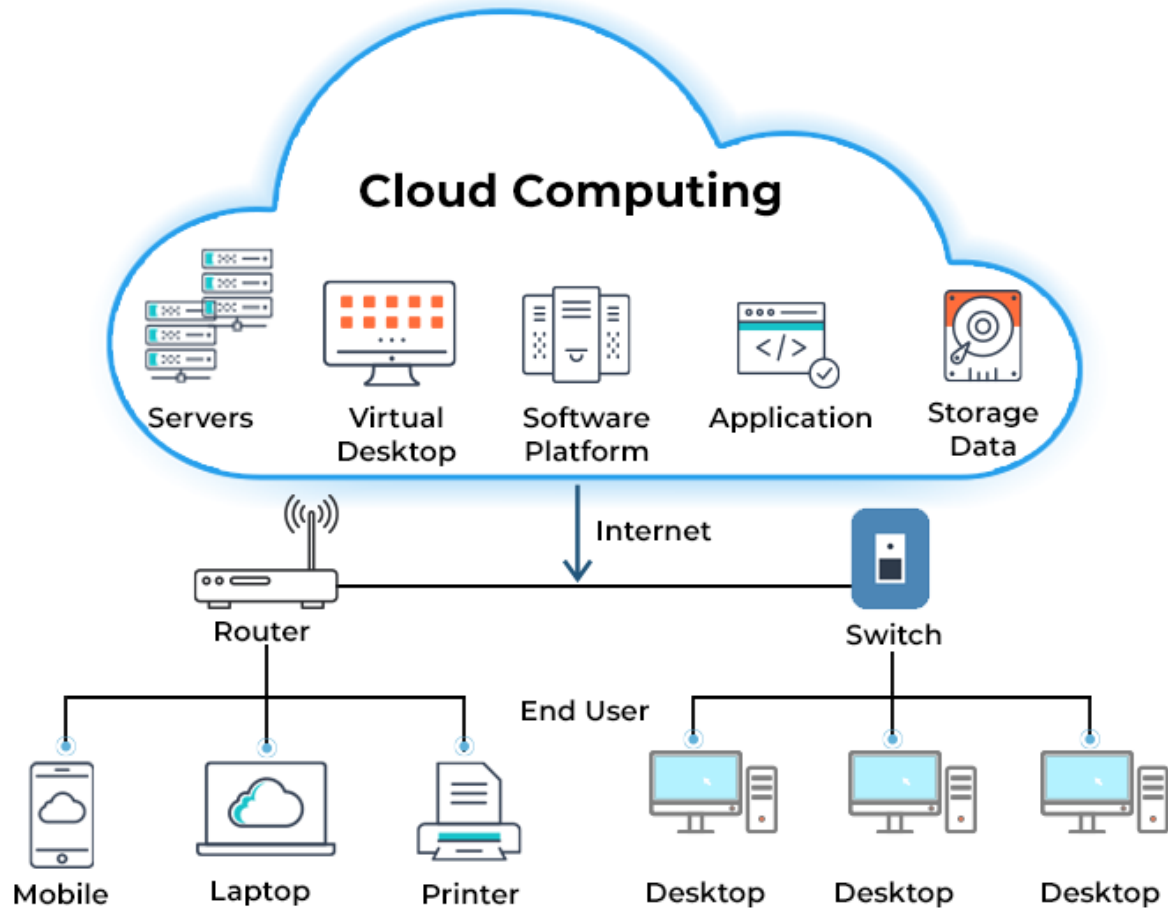 Cloud Computing
Servers
Virtual
Desktop
Software
Platform
Application
Storage
Data
Internet
Router
Switch
End User
Mobile
Laptop
Printer
Desktop
Desktop
Desktop